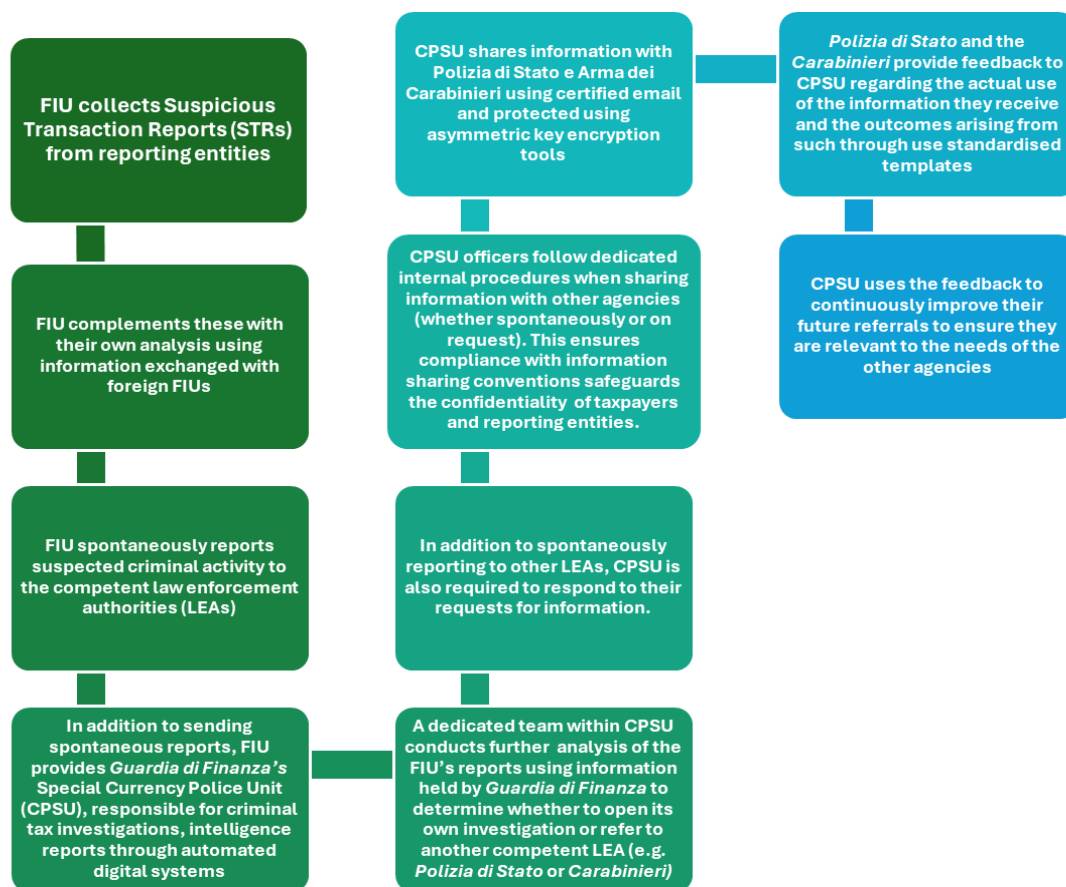 FIU collects Suspicious
Transaction Reports (STRs)
from reporting entities
FIU complements these with
their own analysis using
information exchanged with
foreign FIUs
FIU spontaneously reports
suspected criminal activity to
the competent law enforcement
authorities (LEAs)
In addition to sending
spontaneous reports, FIU
provides Guardia di Finanza's
Special Currency Police Unit
(CPSU), responsible for criminal
tax investigations, intelligence
reports through automated
digital systems
A dedicated team within CPSU
conducts further analysis of the
FIU's reports using information
held by Guardia di Finanza to
determine whether to open its
own investigation or refer to
another competent LEA (e.g.
Polizia di Stato or Carabinieri)
In addition to spontaneously
reporting to other LEAs, CPSU is
also required to respond to their
requests for information.
CPSU officers follow dedicated
internal procedures when sharing
information with other agencies
(whether spontaneously or on
request). This ensures
compliance with information
sharing conventions safeguards
the confidentiality of taxpayers
and reporting entities.
CPSU shares information with
Polizia di Stato e Arma dei
Carabinieri using certified email
and protected using
asymmetric key encryption
tools
Polizia di Stato and the
Carabinieri provide feedback to
CPSU regarding the actual use
of the information they receive
and the outcomes arising from
such through use standardised
templates
CPSU uses the feedback to
continuously improve their
future referrals to ensure they
are relevant to the needs of the
other agencies